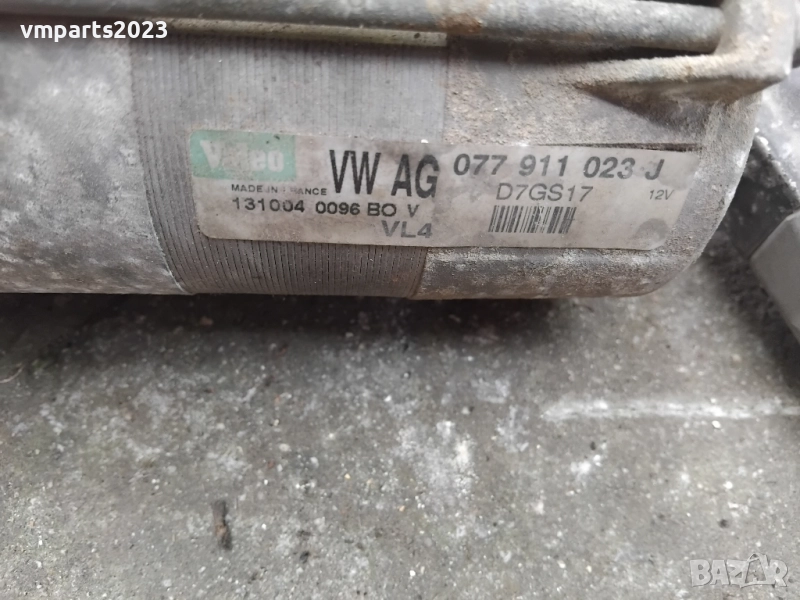 vmparts2023
Valeo
VW AG 077 911 023 J
MADE IN FRANCE
D7GS17 12V
131004 0096 BO V
VL4
BAZAR